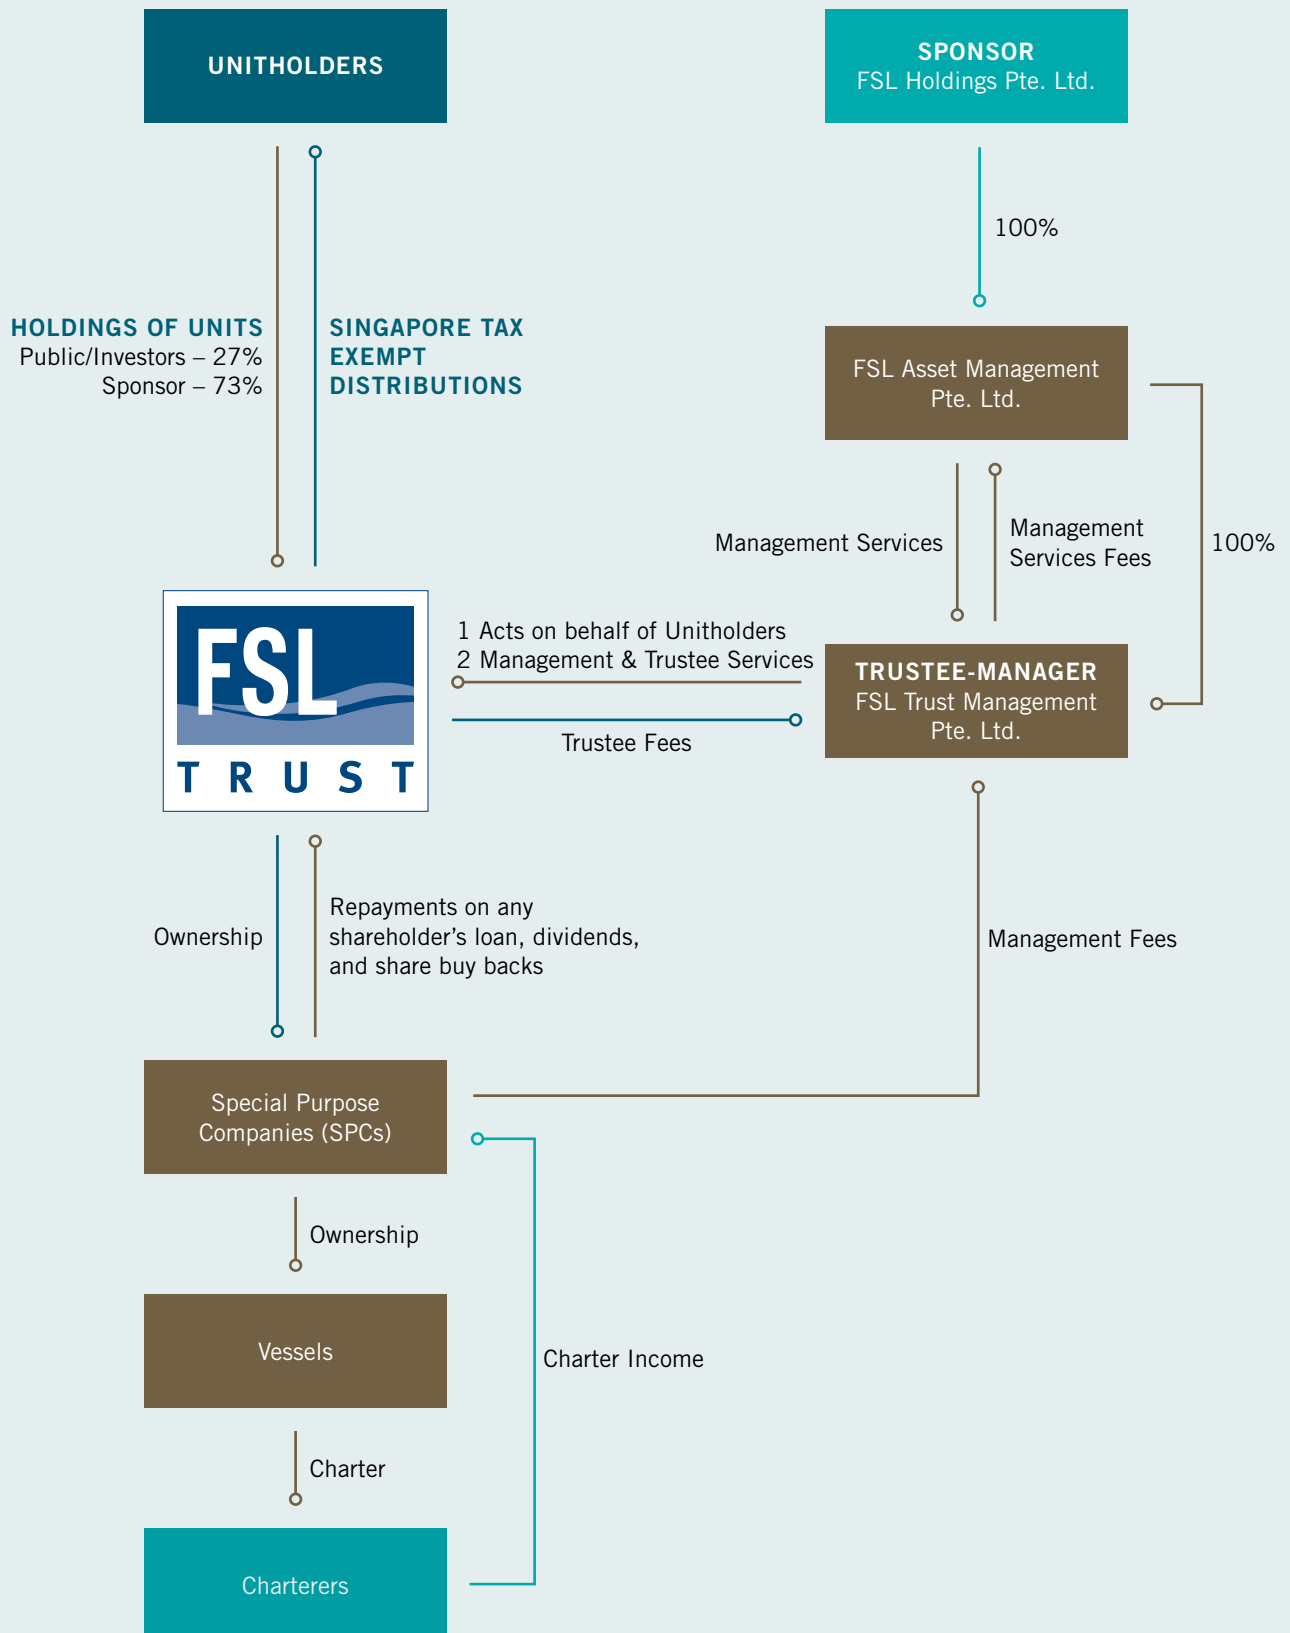 UNITHOLDERS
SPONSOR
FSL Holdings Pte. Ltd.
100%
HOLDINGS OF UNITS
Public/Investors – 27%
Sponsor – 73%
SINGAPORE TAX
EXEMPT
DISTRIBUTIONS
FSL Asset Management
Pte. Ltd.
Management Services
Management
Services Fees
100%
FSL
TRUST
1 Acts on behalf of Unitholders
2 Management & Trustee Services
Trustee Fees
TRUSTEE-MANAGER
FSL Trust Management
Pte. Ltd.
Ownership
Repayments on any
shareholder’s loan, dividends,
and share buy backs
Management Fees
Special Purpose
Companies (SPCs)
Ownership
Vessels
Charter Income
Charter
Charterers